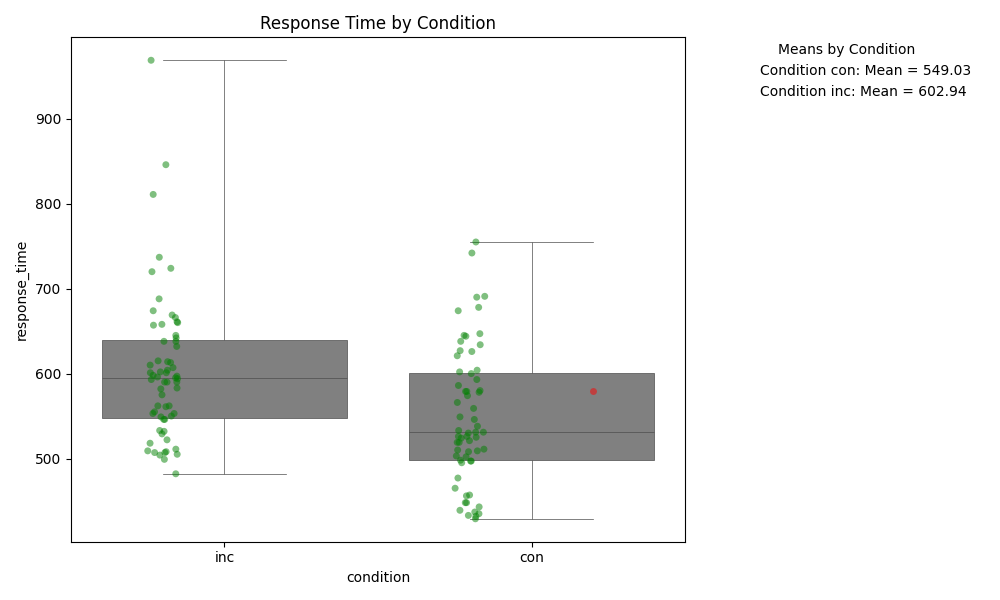 Response Time by Condition
Means by Condition
Condition con: Mean = 549.03
Condition inc: Mean = 602.94
900
800
700
600
500
response_time
inc
con
condition